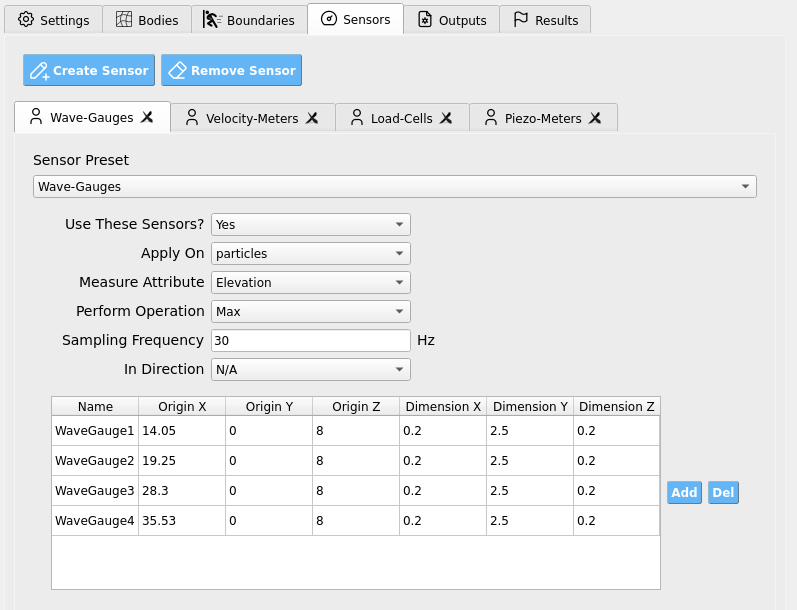 Settings Bodies Boundaries Sensors Outputs Results
Create Sensor Remove Sensor
Wave-Gauges Velocity-Meters Load-Cells Piezo-Meters
Sensor Preset
Wave-Gauges
Use These Sensors? Yes
Apply On particles
Measure Attribute Elevation
Perform Operation Max
Sampling Frequency 30 Hz
In Direction N/A
Name Origin X Origin Y Origin Z Dimension X Dimension Y Dimension Z
WaveGauge1 14.05 0 8 0.2 2.5 0.2
WaveGauge2 19.25 0 8 0.2 2.5 0.2
WaveGauge3 28.3 0 8 0.2 2.5 0.2
Add Del
WaveGauge4 35.53 0 8 0.2 2.5 0.2